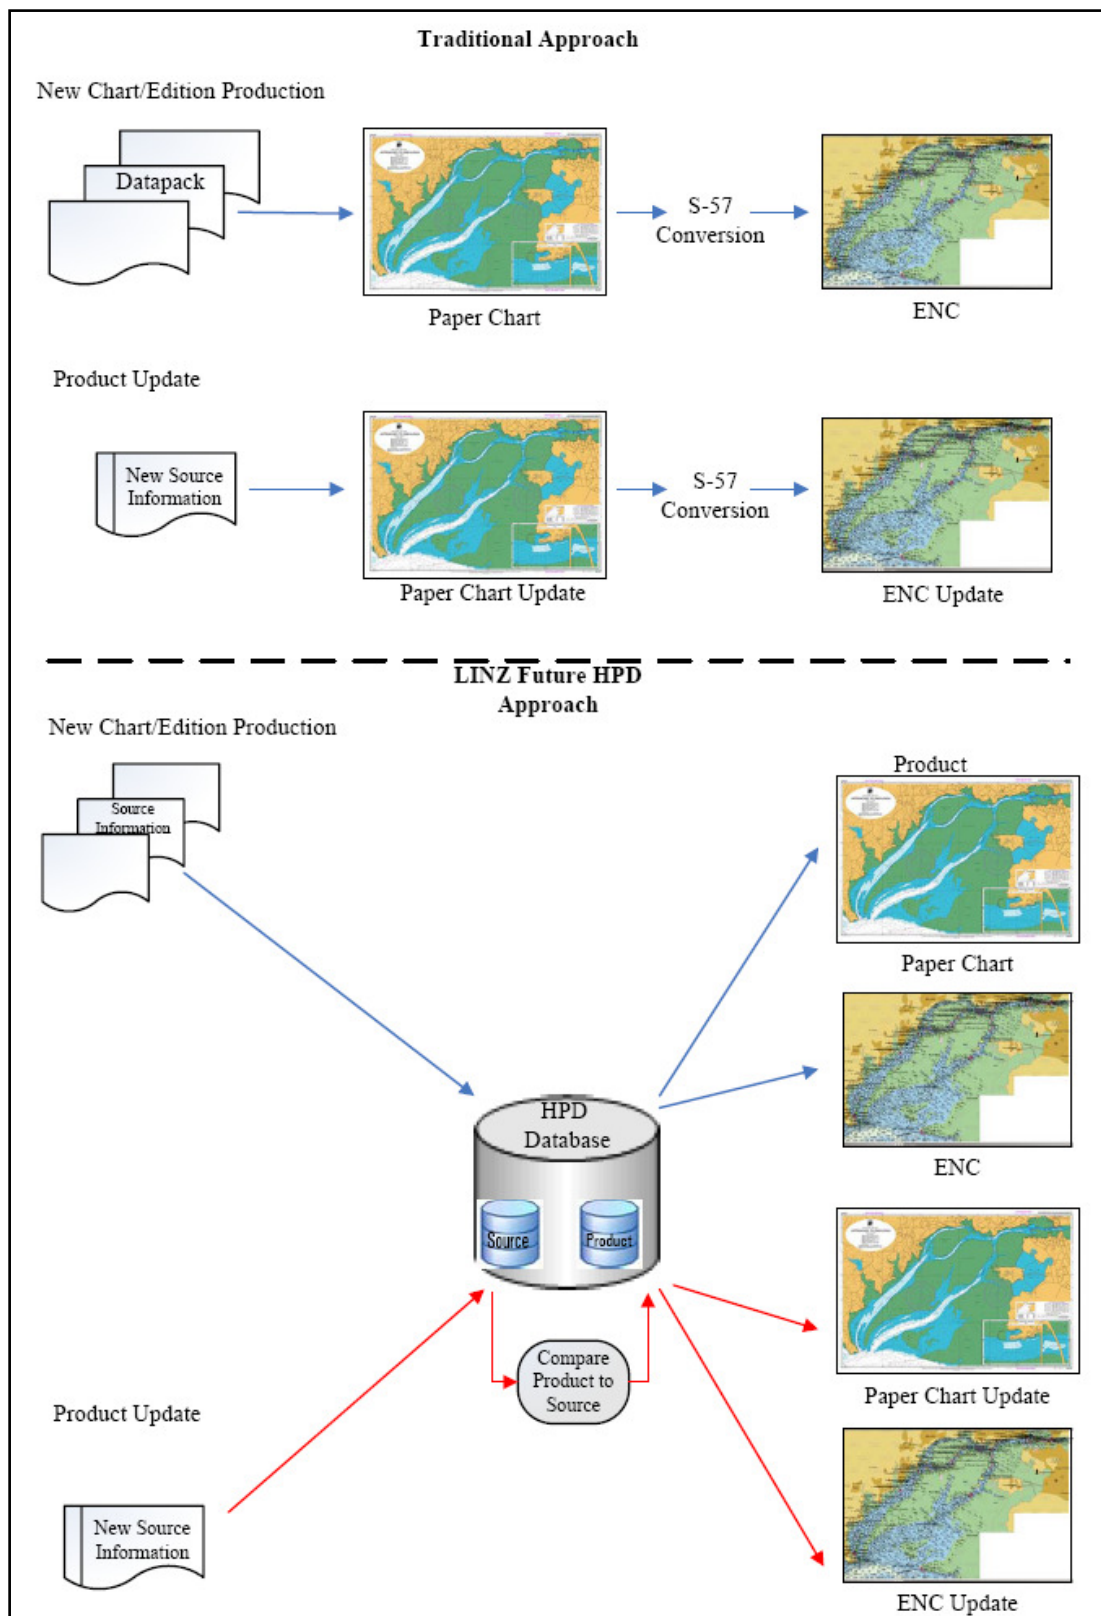 Traditional Approach
New Chart/Edition Production
Datapack
S-57
Conversion
Paper Chart
ENC
Product Update
New Source
Information
S-57
Conversion
Paper Chart Update
ENC Update
LINZ Future HPD
Approach
New Chart/Edition Production
Source
Information
Product
Paper Chart
HPD
Database
Source
Product
ENC
Compare
Product to
Source
Paper Chart Update
Product Update
New Source
Information
ENC Update